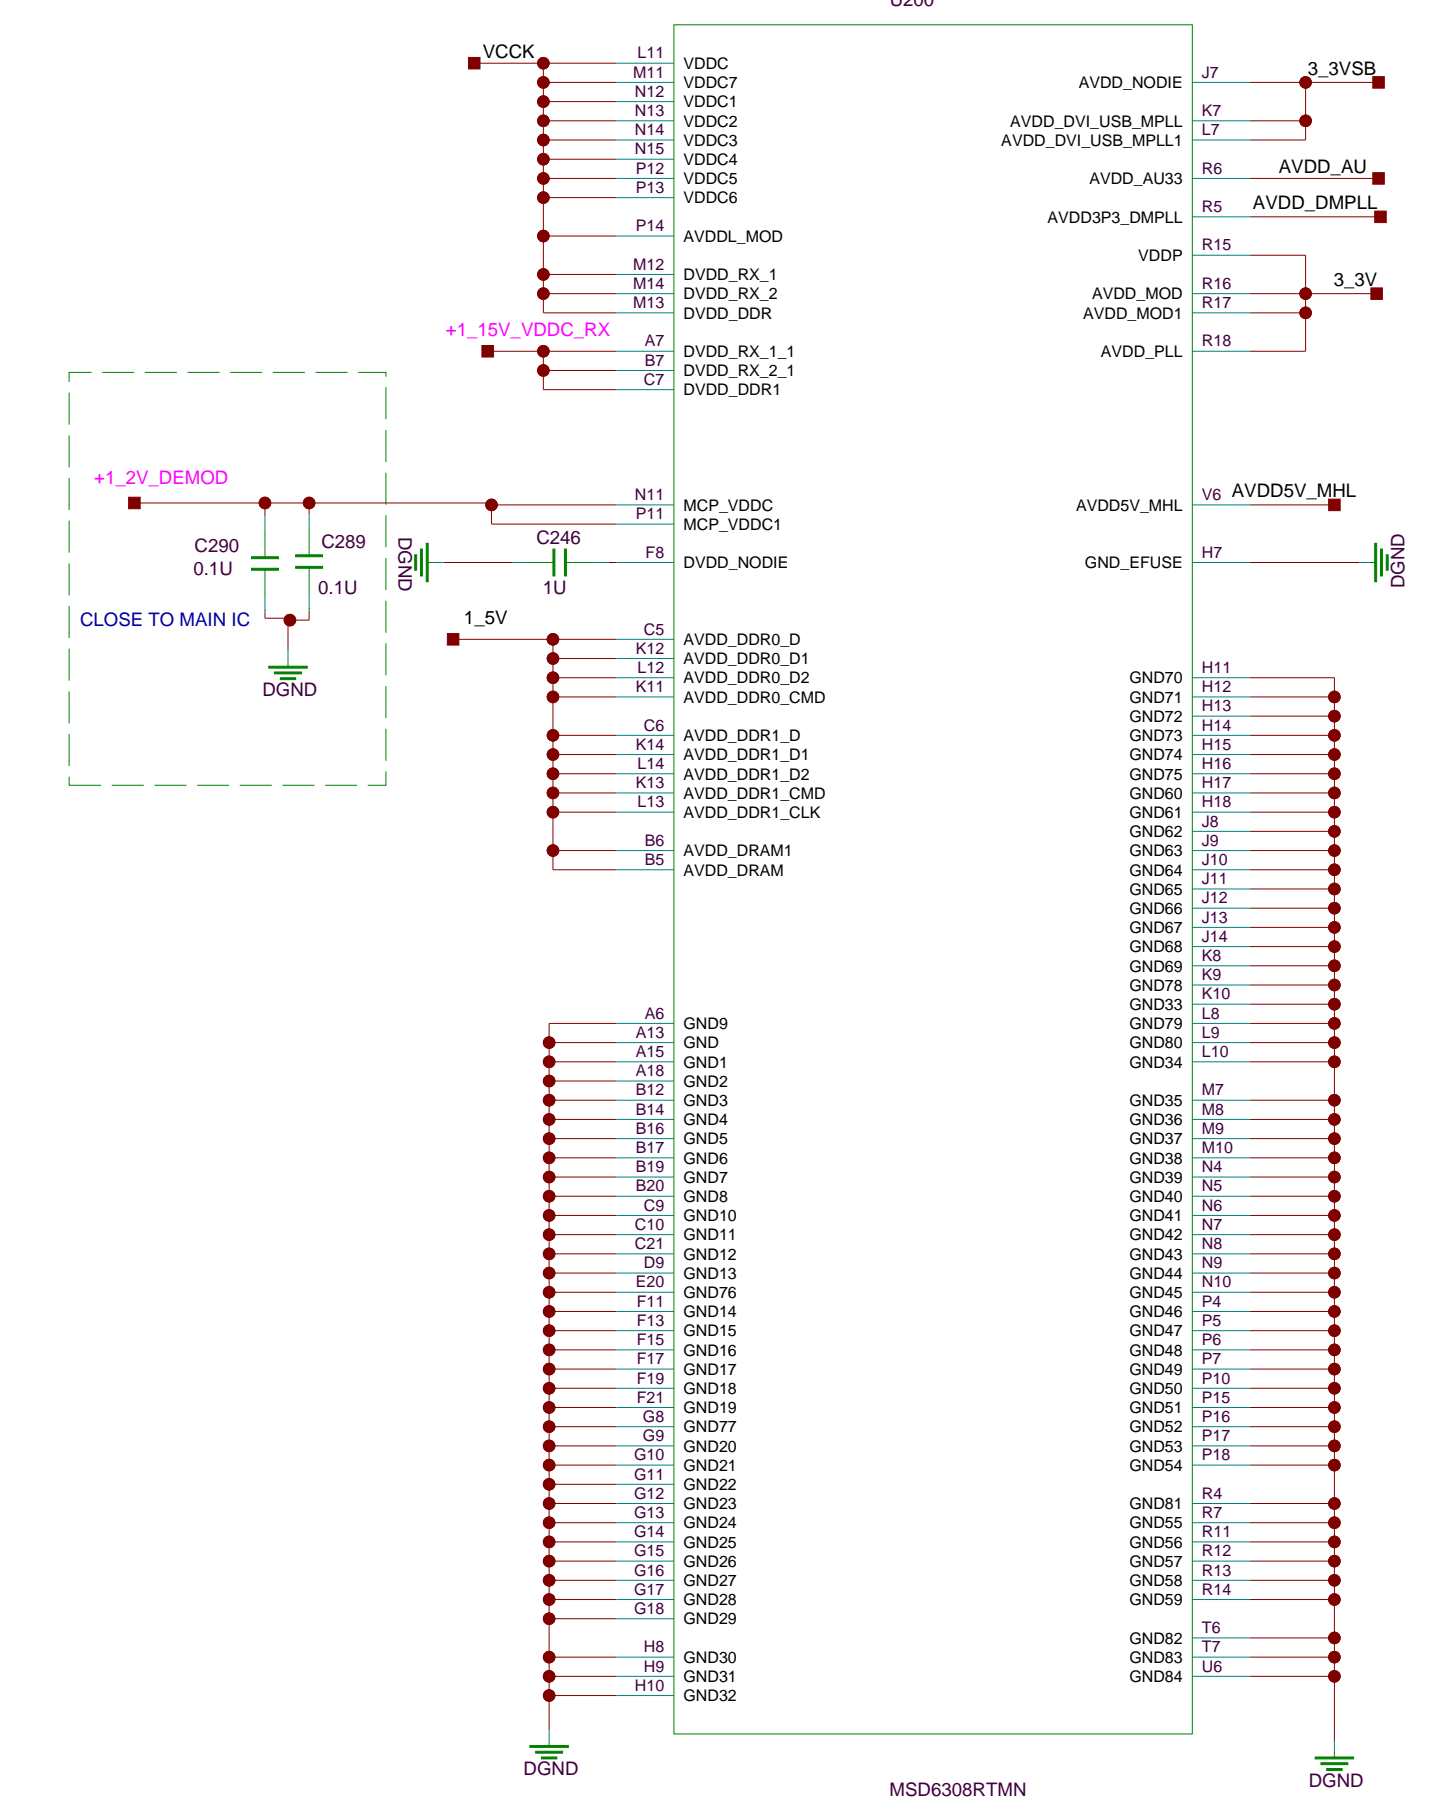 U200
VCCK
L11 VDDC
M11 VDDC7
N12 VDDC1
N13 VDDC2
N14 VDDC3
N15 VDDC4
P12 VDDC5
P13 VDDC6
P14 AVDDL_MOD
M12 DVDD_RX_1
M14 DVDD_RX_2
M13 DVDD_DDR
+1_15V_VDDC_RX
A7 DVDD_RX_1_1
B7 DVDD_RX_2_1
C7 DVDD_DDR1
+1_2V_DEMOD
N11 MCP_VDDC
P11 MCP_VDDC1
C290
0.1U
C289
0.1U
CLOSE TO MAIN IC
DGND
DGND
C246
1U
F8 DVDD_NODIE
1_5V
C5 AVDD_DDR0_D
K12 AVDD_DDR0_D1
L12 AVDD_DDR0_D2
K11 AVDD_DDR0_CMD
C6 AVDD_DDR1_D
K14 AVDD_DDR1_D1
L14 AVDD_DDR1_D2
K13 AVDD_DDR1_CMD
L13 AVDD_DDR1_CLK
B6 AVDD_DRAM1
B5 AVDD_DRAM
A6 GND9
A13 GND
A15 GND1
A18 GND2
B12 GND3
B14 GND4
B16 GND5
B17 GND6
B19 GND7
B20 GND8
C9 GND10
C10 GND11
C21 GND12
D9 GND13
E20 GND76
F11 GND14
F13 GND15
F15 GND16
F17 GND17
F19 GND18
F21 GND19
G8 GND77
G9 GND20
G10 GND21
G11 GND22
G12 GND23
G13 GND24
G14 GND25
G15 GND26
G16 GND27
G17 GND28
G18 GND29
H8 GND30
H9 GND31
H10 GND32
DGND
AVDD_NODIE J7 3_3VSB
AVDD_DVI_USB_MPLL K7
AVDD_DVI_USB_MPLL1 L7
AVDD_AU33 R6 AVDD_AU
AVDD3P3_DMPLL R5 AVDD_DMPLL
VDDP R15
AVDD_MOD R16 3_3V
AVDD_MOD1 R17
AVDD_PLL R18
AVDD5V_MHL V6 AVDD5V_MHL
GND_EFUSE H7 DGND
GND70 H11
GND71 H12
GND72 H13
GND73 H14
GND74 H15
GND75 H16
GND60 H17
GND61 H18
GND62 J8
GND63 J9
GND64 J10
GND65 J11
GND66 J12
GND67 J13
GND68 J14
GND69 K8
GND78 K9
GND33 K10
GND79 L8
GND80 L9
GND34 L10
GND35 M7
GND36 M8
GND37 M9
GND38 M10
GND39 N4
GND40 N5
GND41 N6
GND42 N7
GND43 N8
GND44 N9
GND45 N10
GND46 P4
GND47 P5
GND48 P6
GND49 P7
GND50 P10
GND51 P15
GND52 P16
GND53 P17
GND54 P18
GND81 R4
GND55 R7
GND56 R11
GND57 R12
GND58 R13
GND59 R14
GND82 T6
GND83 T7
GND84 U6
DGND
MSD6308RTMN